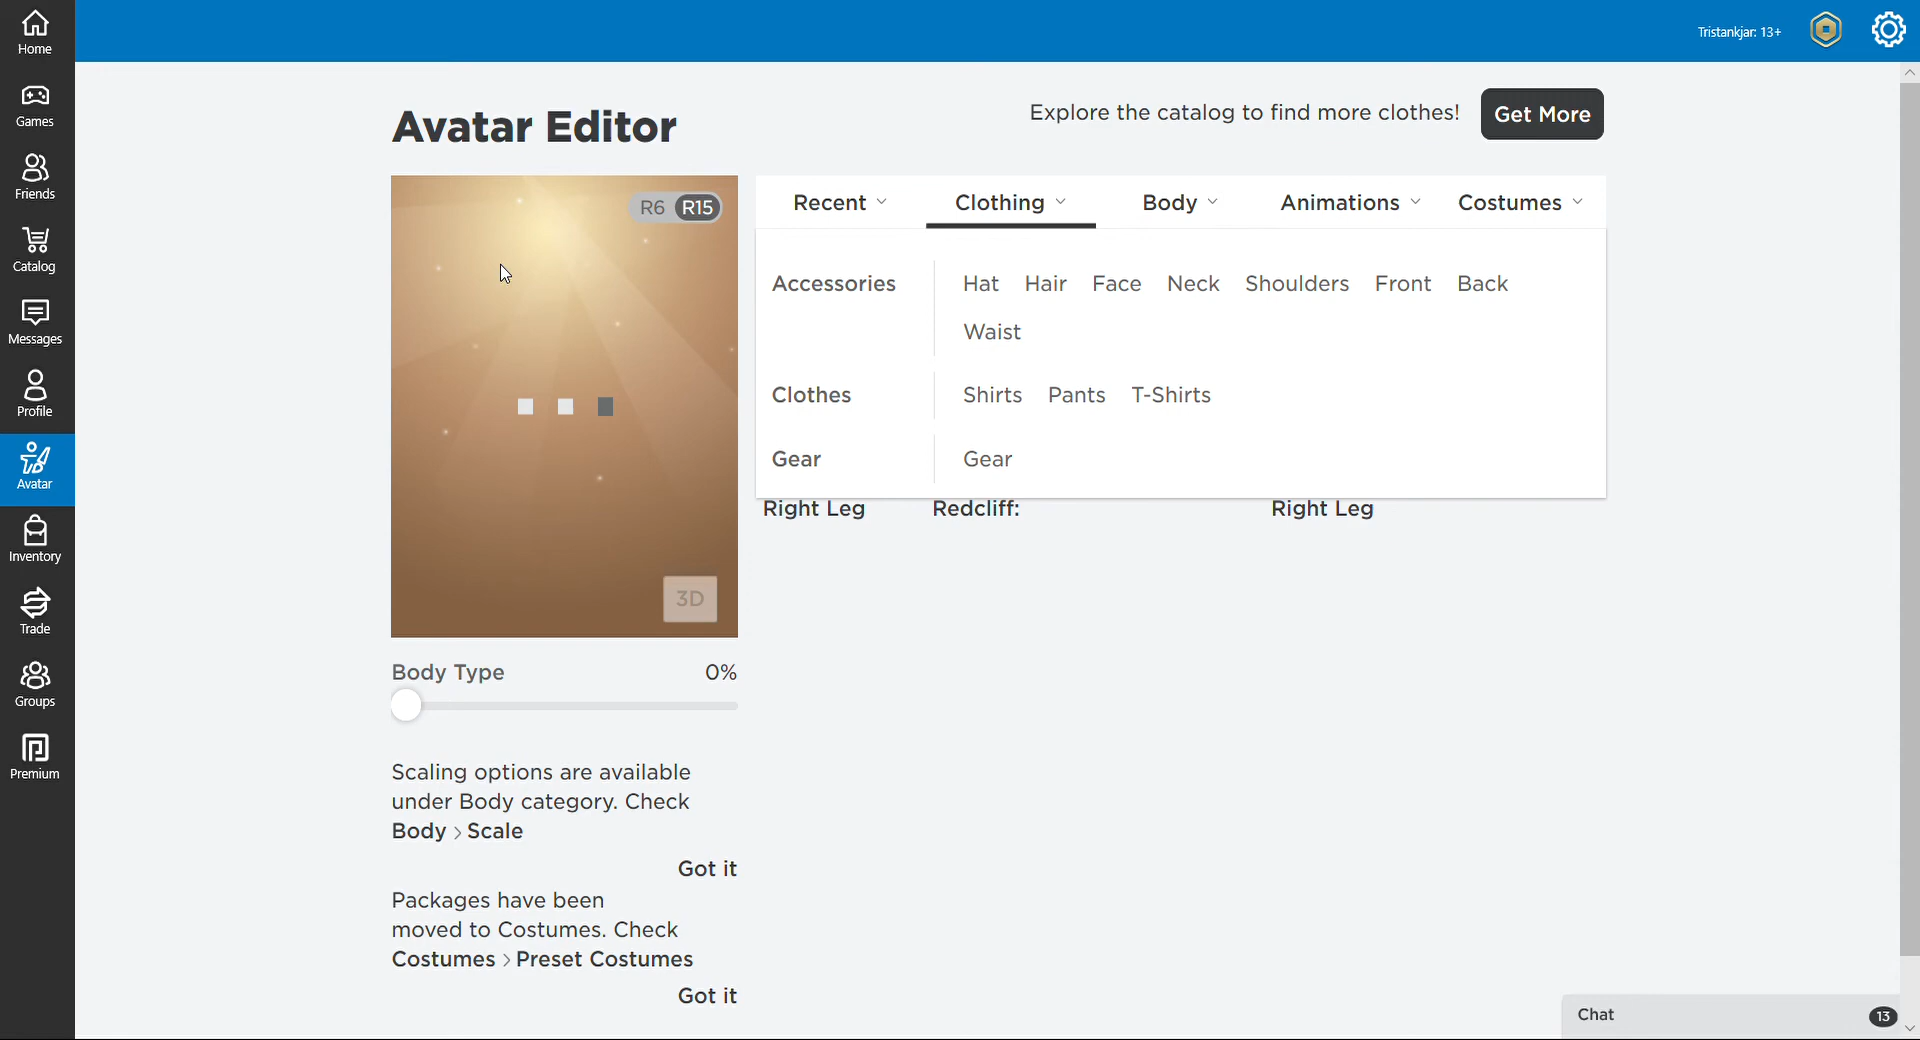 Home
Games
Friends
Catalog
Messages
Profile
Avatar
Inventory
Trade
Groups
Premium
Tristankjar: 13+
Avatar Editor
Explore the catalog to find more clothes!
Get More
R6 R15
3D
Body Type 0%
Scaling options are available
under Body category. Check
Body > Scale
Got it
Packages have been
moved to Costumes. Check
Costumes > Preset Costumes
Got it
Recent Clothing Body Animations Costumes
Accessories Hat Hair Face Neck Shoulders Front Back
Waist
Clothes Shirts Pants T-Shirts
Gear Gear
Right Leg Redcliff: Right Leg
Chat 13